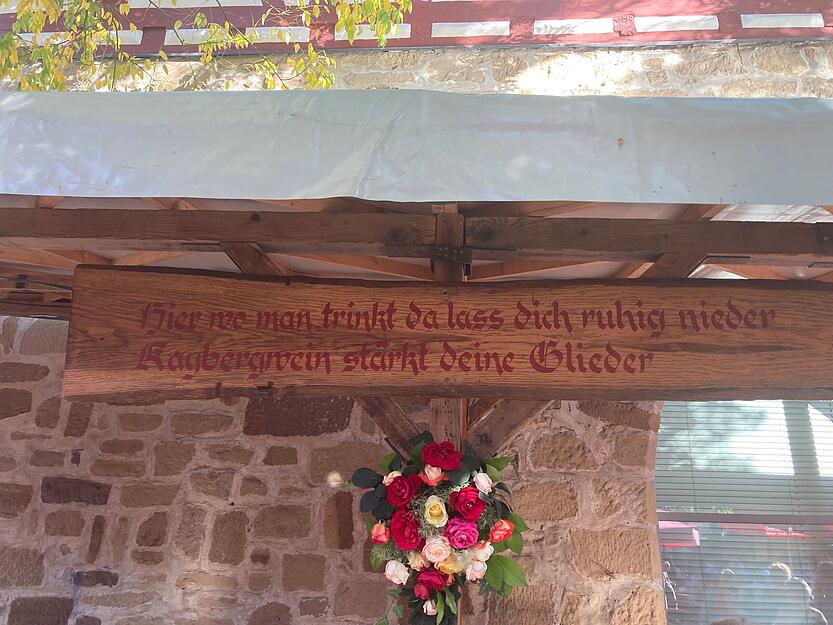 Hier wo man trinkt da lass dich ruhig nieder
Kaybergwein stärkt deine Glieder